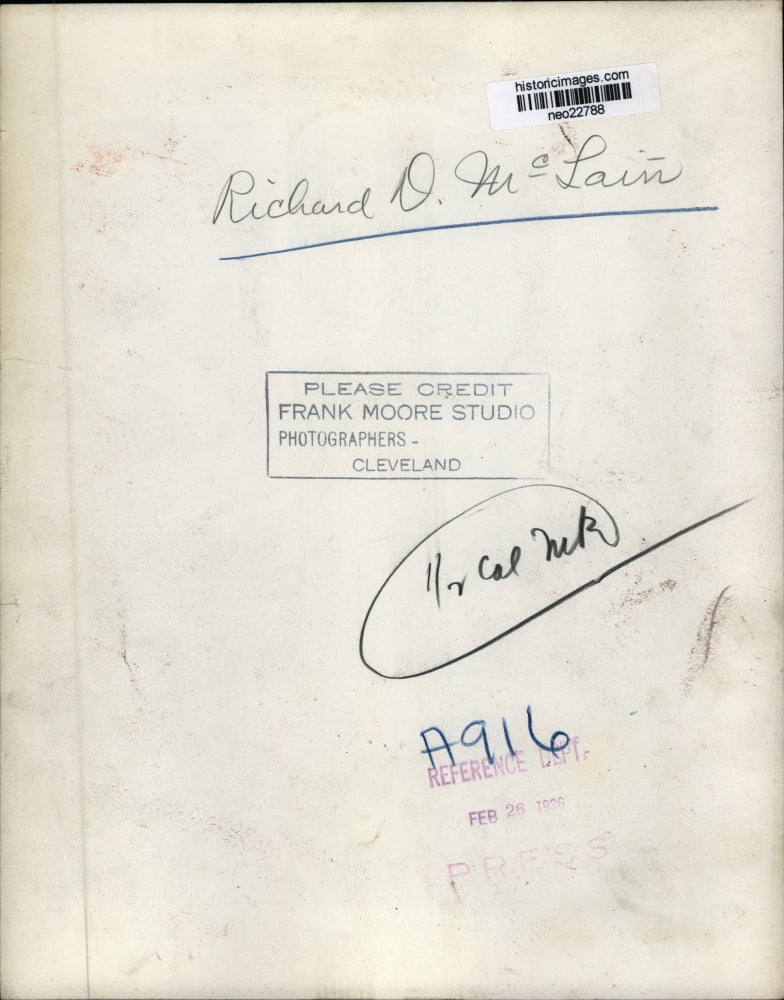 historicimages.com
neo22788
Richard D. McLain
PLEASE CREDIT
FRANK MOORE STUDIO
PHOTOGRAPHERS -
CLEVELAND
1/2 Col
A916
REFERENCE DEPT.
FEB 26 1936
PRESS